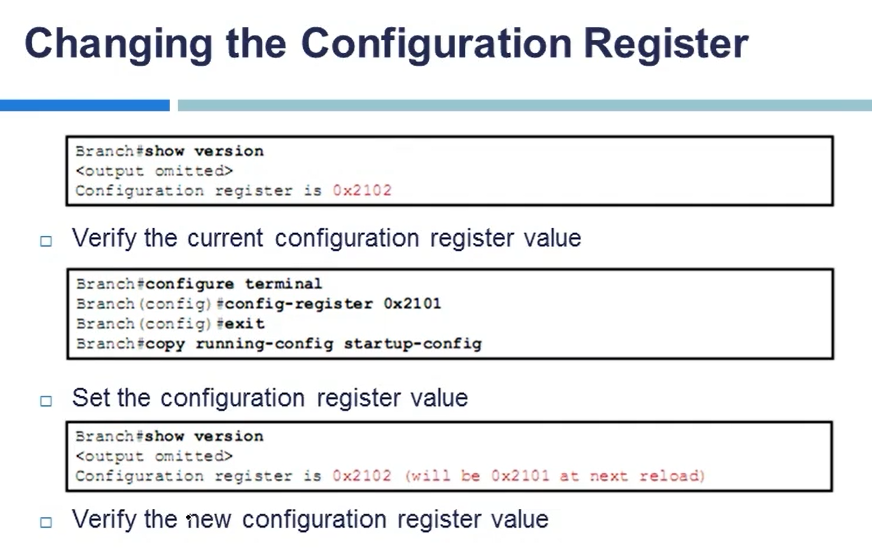 Changing the Configuration Register
Branch#show version
<output omitted>
Configuration register is 0x2102
Verify the current configuration register value
Branch#configure terminal
Branch(config)#config-register 0x2101
Branch(config)#exit
Branch#copy running-config startup-config
Set the configuration register value
Branch#show version
<output omitted>
Configuration register is 0x2102 (will be 0x2101 at next reload)
Verify the new configuration register value